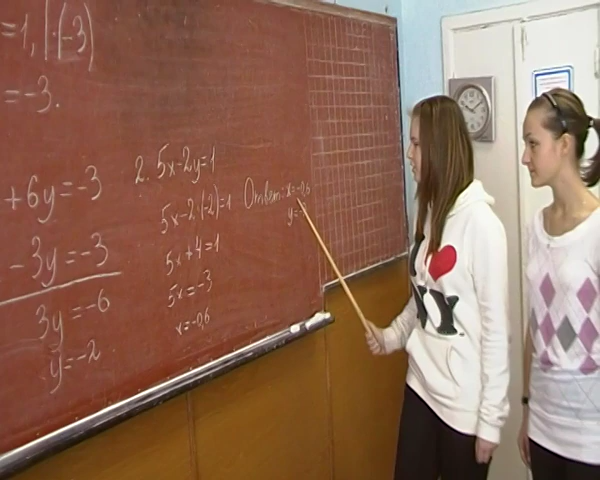 =1, | ·(-3)
=-3.
+6y=-3
-3y=-3
3y=-6
y=-2
2. 5x-2y=1
5x-2·(-2)=1
5x+4=1
5x=-3
x=-0,6
Ответ: x=-0,6
y=-